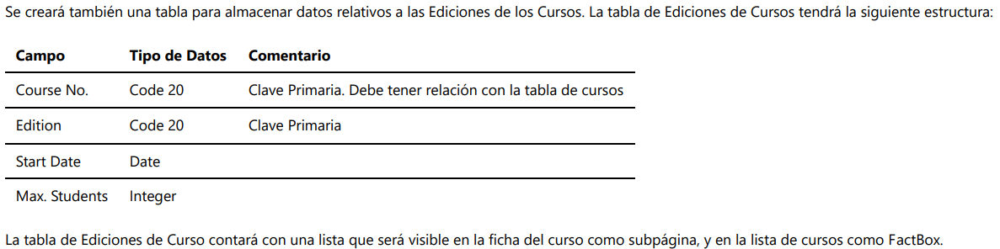 Se creará también una tabla para almacenar datos relativos a las Ediciones de los Cursos. La tabla de Ediciones de Cursos tendrá la siguiente estructura:
Campo Tipo de Datos Comentario
Course No. Code 20 Clave Primaria. Debe tener relación con la tabla de cursos
Edition Code 20 Clave Primaria
Start Date Date
Max. Students Integer
La tabla de Ediciones de Curso contará con una lista que será visible en la ficha del curso como subpágina, y en la lista de cursos como FactBox.